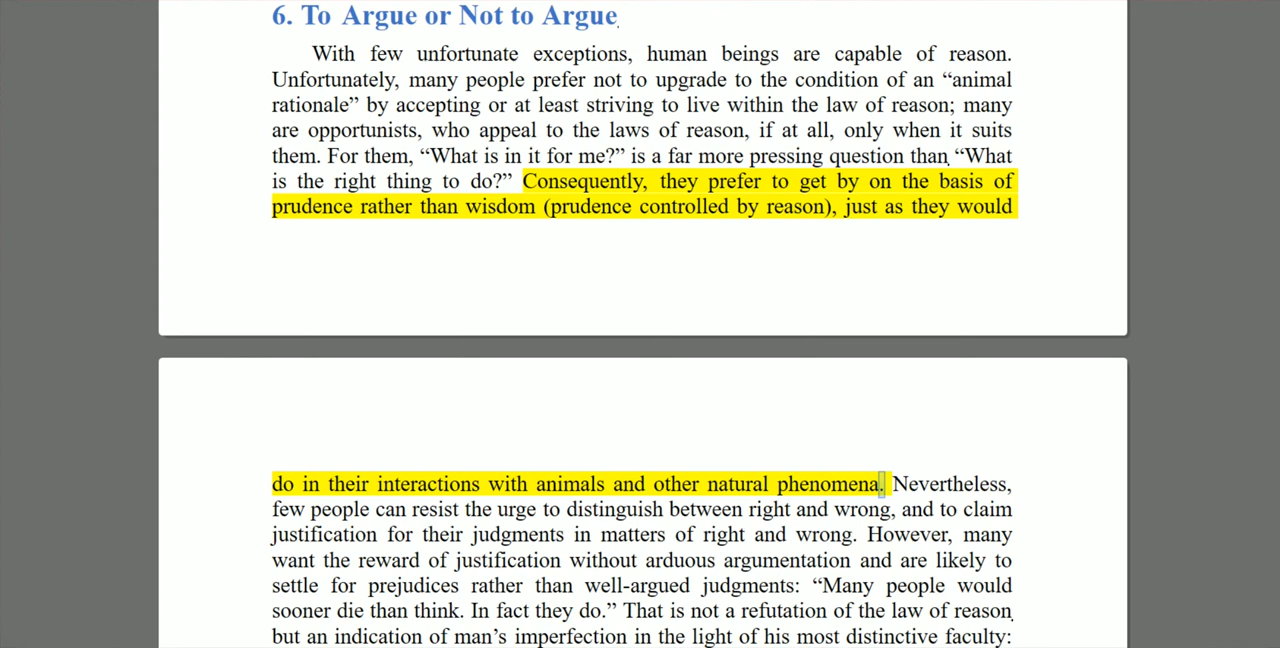 6. To Argue or Not to Argue
With few unfortunate exceptions, human beings are capable of reason.
Unfortunately, many people prefer not to upgrade to the condition of an “animal
rationale” by accepting or at least striving to live within the law of reason; many
are opportunists, who appeal to the laws of reason, if at all, only when it suits
them. For them, “What is in it for me?” is a far more pressing question than “What
is the right thing to do?” Consequently, they prefer to get by on the basis of
prudence rather than wisdom (prudence controlled by reason), just as they would
do in their interactions with animals and other natural phenomena. Nevertheless,
few people can resist the urge to distinguish between right and wrong, and to claim
justification for their judgments in matters of right and wrong. However, many
want the reward of justification without arduous argumentation and are likely to
settle for prejudices rather than well-argued judgments: “Many people would
sooner die than think. In fact they do.” That is not a refutation of the law of reason
but an indication of man’s imperfection in the light of his most distinctive faculty: